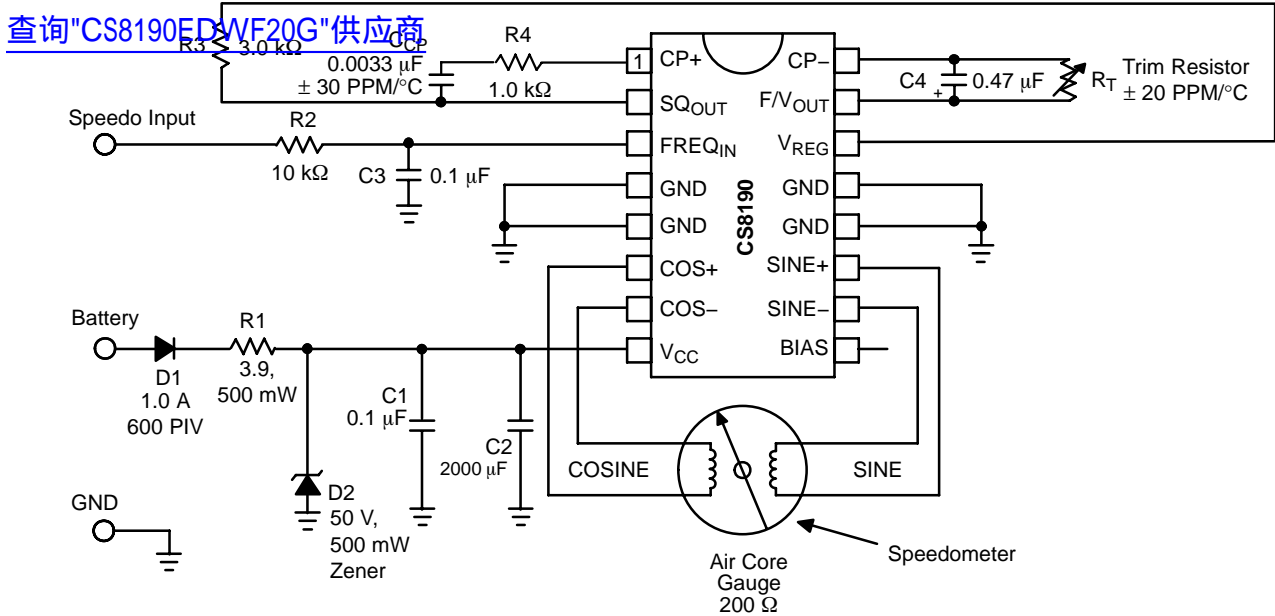 查询"CS8190EDWF20G"供应商
R3
3.0 kΩ
CCP
0.0033 μF
± 30 PPM/°C
R4
1.0 kΩ
1
CP+
CP−
SQOUT
F/VOUT
FREQIN
VREG
GND
GND
GND
GND
COS+
SINE+
COS−
SINE−
VCC
BIAS
CS8190
C4
+
0.47 μF
RT
Trim Resistor
± 20 PPM/°C
Speedo Input
R2
10 kΩ
C3
0.1 μF
Battery
D1
1.0 A
600 PIV
R1
3.9,
500 mW
C1
0.1 μF
C2
2000 μF
D2
50 V,
500 mW
Zener
GND
COSINE
SINE
Speedometer
Air Core
Gauge
200 Ω